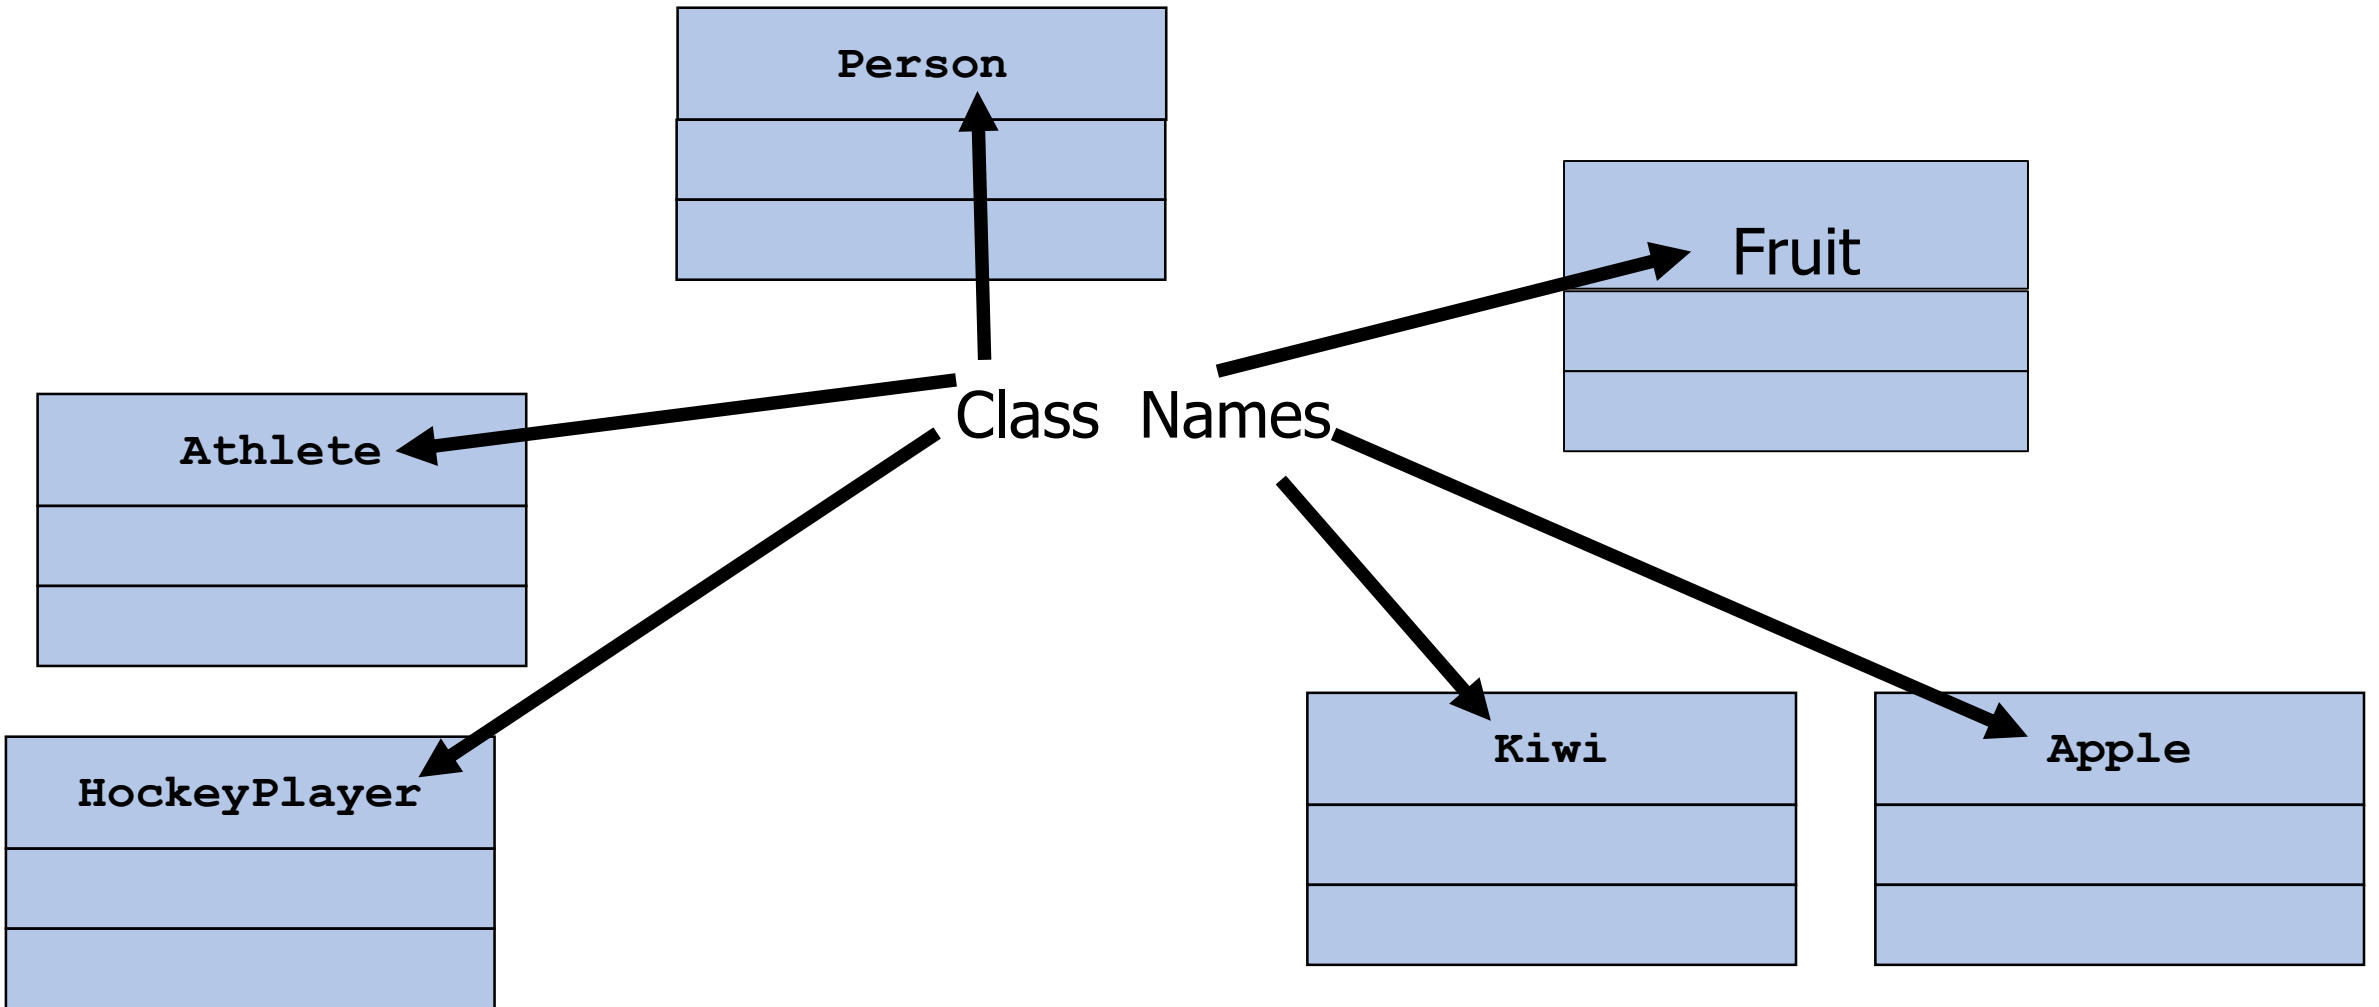 Person
Fruit
Class Names
Athlete
Kiwi
Apple
HockeyPlayer